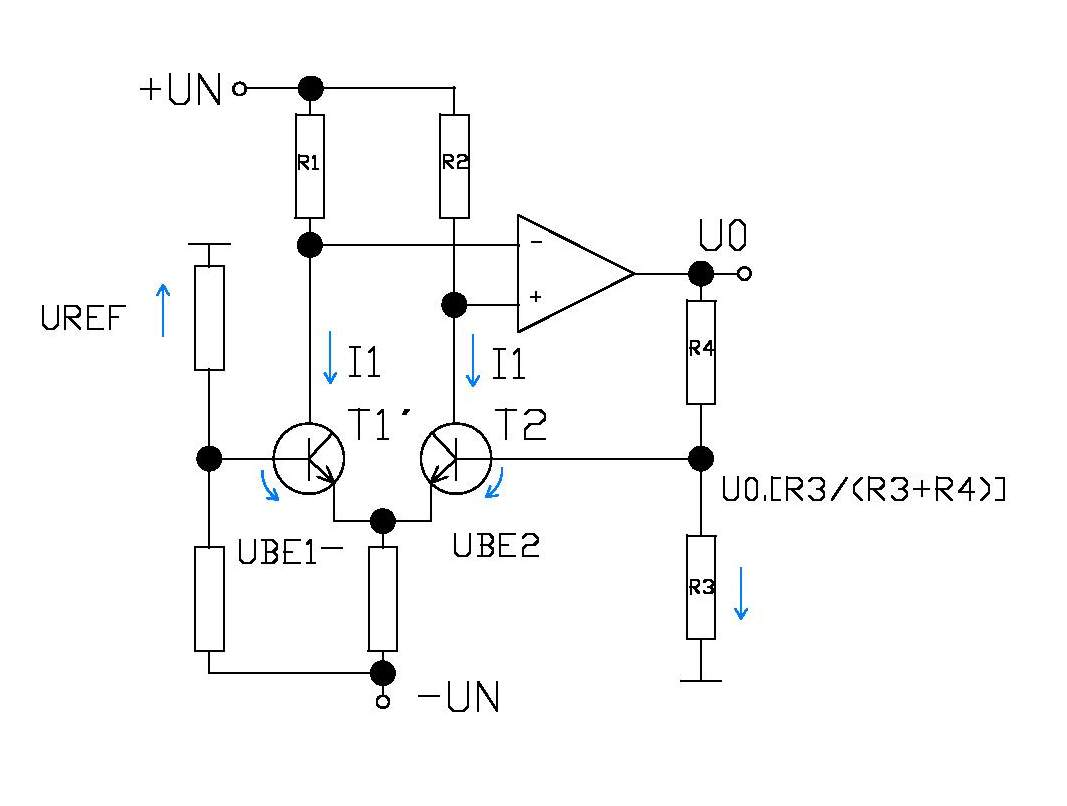 +UN
R1
R2
-
+
U0
UREF
R4
I1
I1
T1'
T2
U0.[R3/(R3+R4)]
UBE1-
UBE2
R3
-UN